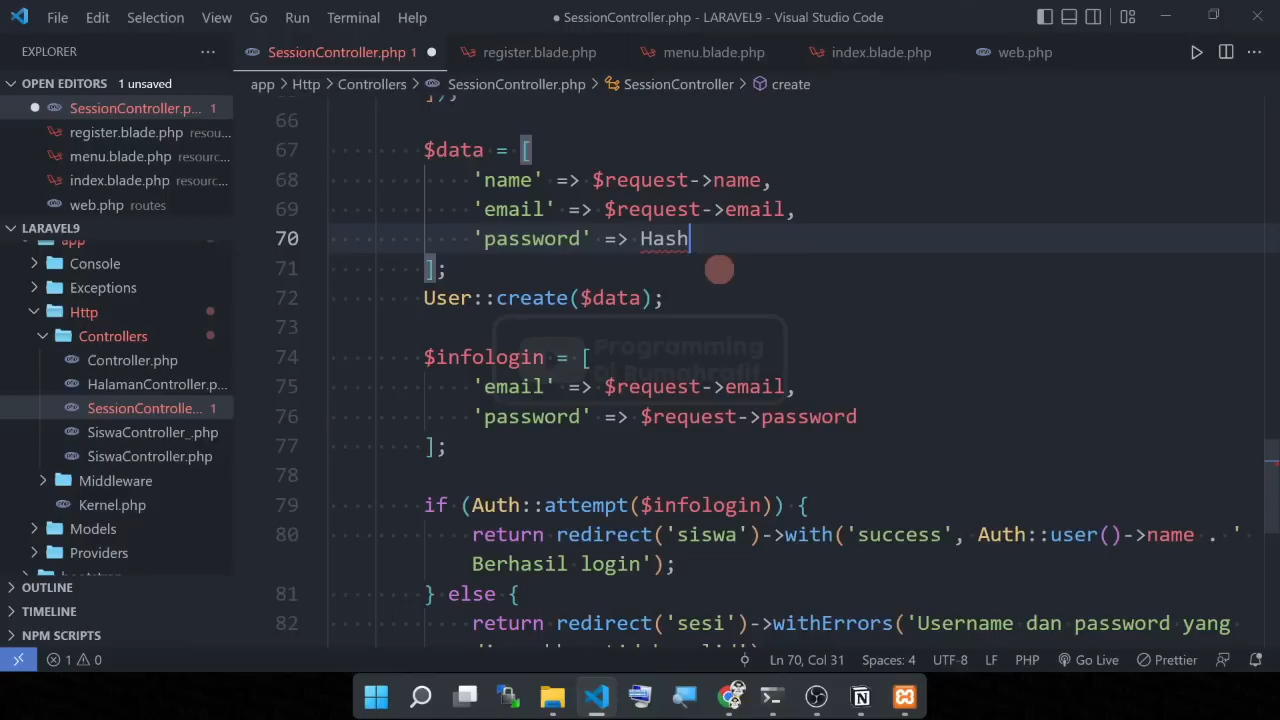 File Edit Selection View Go Run Terminal Help
● SessionController.php - LARAVEL9 - Visual Studio Code
EXPLORER
SessionController.php 1
register.blade.php
menu.blade.php
index.blade.php
web.php
OPEN EDITORS 1 unsaved
SessionController.p... 1
register.blade.php resou...
menu.blade.php resourc...
index.blade.php resourc...
web.php routes
LARAVEL9
app
Console
Exceptions
Http
Controllers
Controller.php
HalamanController.p...
SessionControlle... 1
SiswaController_.php
SiswaController.php
Middleware
Kernel.php
Models
Providers
bootstrap
OUTLINE
TIMELINE
NPM SCRIPTS
app > Http > Controllers > SessionController.php > SessionController > create
]);
66
67 $data = [
68 'name' => $request->name,
69 'email' => $request->email,
70 'password' => Hash
71 ];
72 User::create($data);
73
74 $infologin = [
75 'email' => $request->email,
76 'password' => $request->password
77 ];
78
79 if (Auth::attempt($infologin)) {
80 return redirect('siswa')->with('success', Auth::user()->name . '
Berhasil login');
81 } else {
82 return redirect('sesi')->withErrors('Username dan password yang
Programming
Di Rumahrafif
1 0
Ln 70, Col 31 Spaces: 4 UTF-8 LF PHP Go Live Prettier